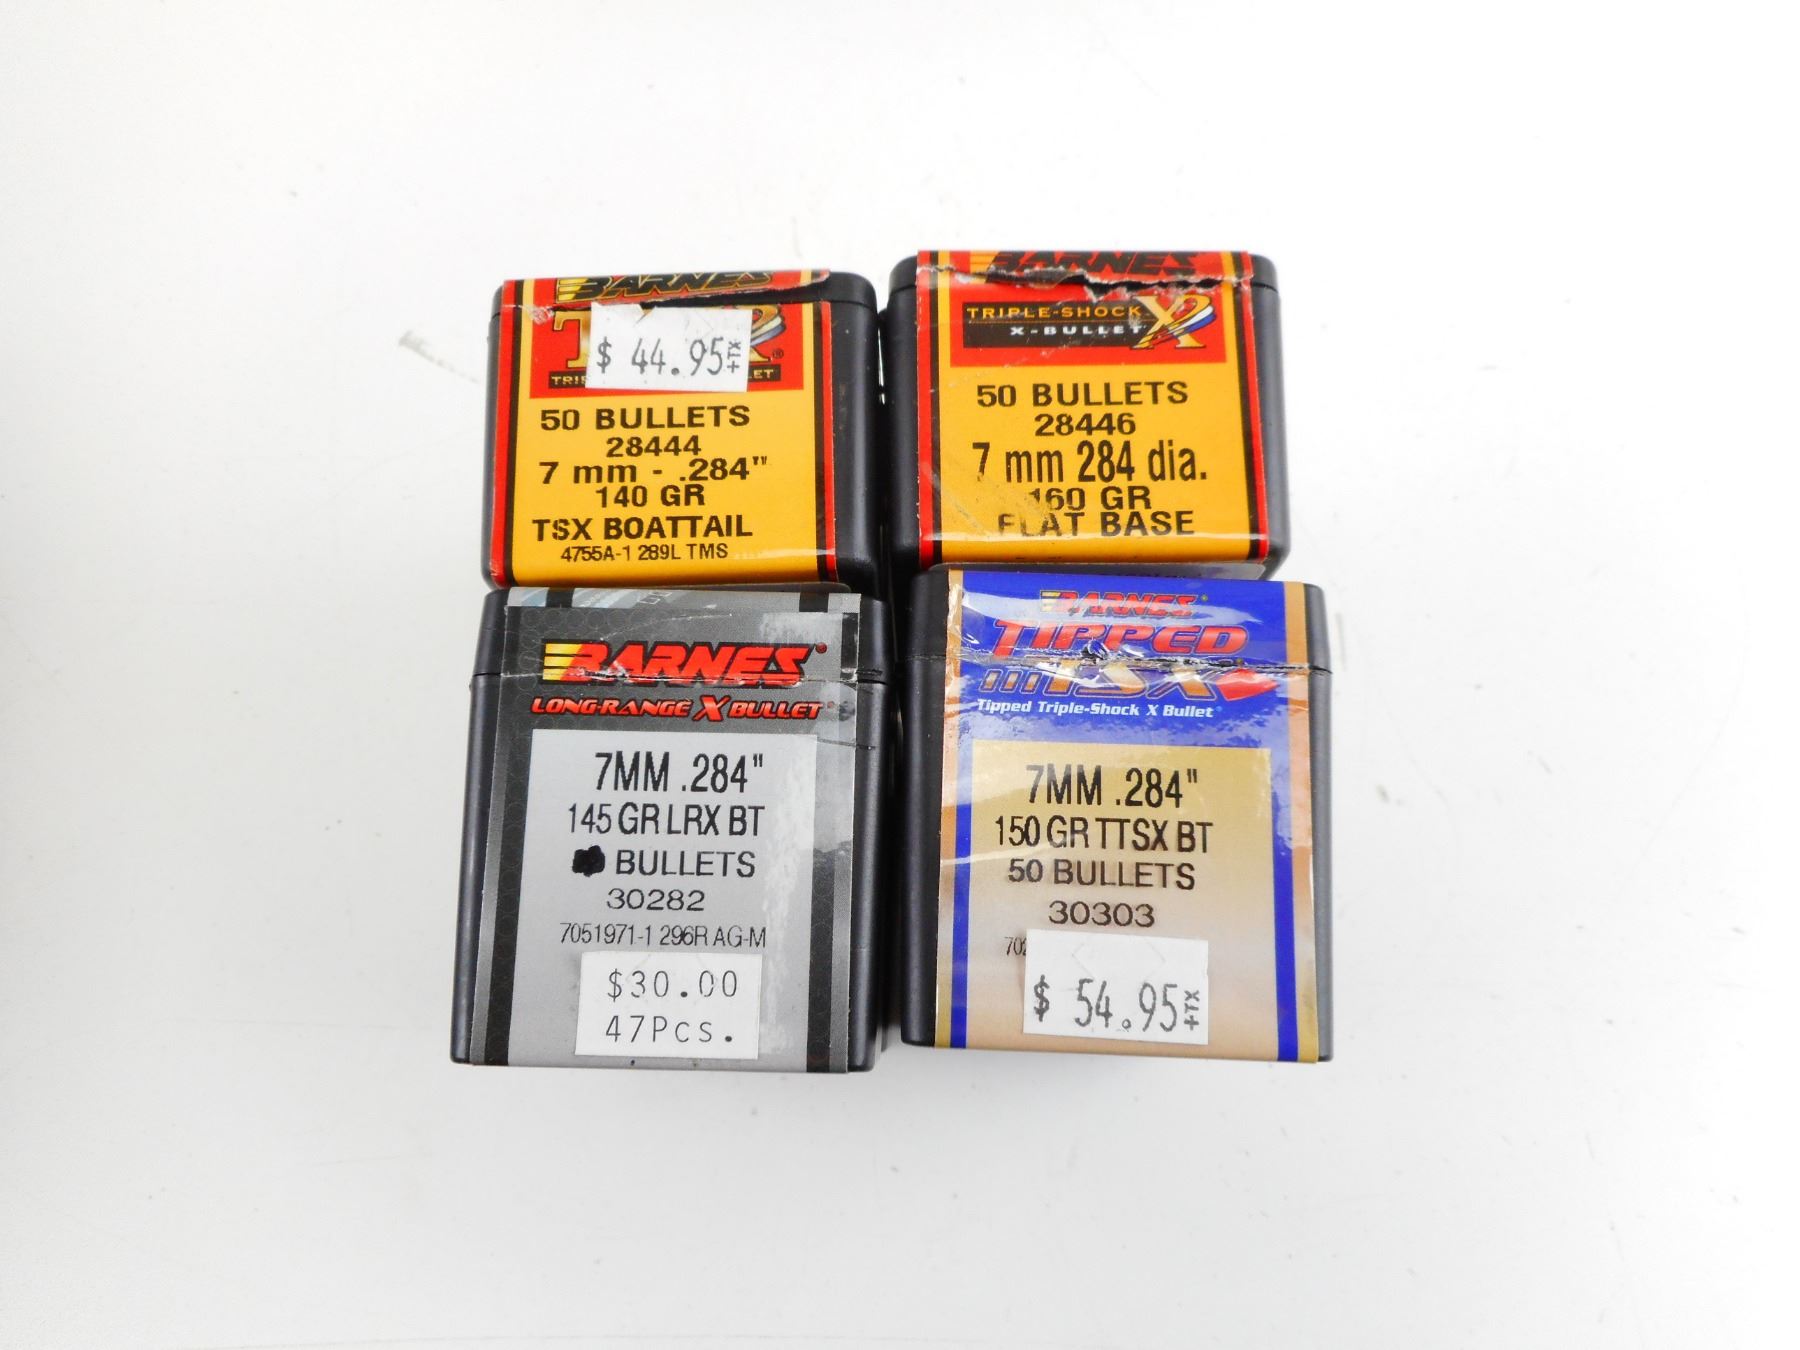 BARNES
$ 44.95 +TX
50 BULLETS
28444
7 mm - .284"
140 GR
TSX BOATTAIL
4755A-1 289L TMS
BARNES
TRIPLE-SHOCK X
X-BULLET
50 BULLETS
28446
7 mm 284 dia.
160 GR
FLAT BASE
BARNES
LONG-RANGE X BULLET
7MM .284"
145 GR LRX BT
BULLETS
30282
7051971-1 296R AG-M
$30.00
47Pcs.
BARNES
TIPPED
TSX
Tipped Triple-Shock X Bullet
7MM .284"
150 GR TTSX BT
50 BULLETS
30303
$ 54.95 +TX